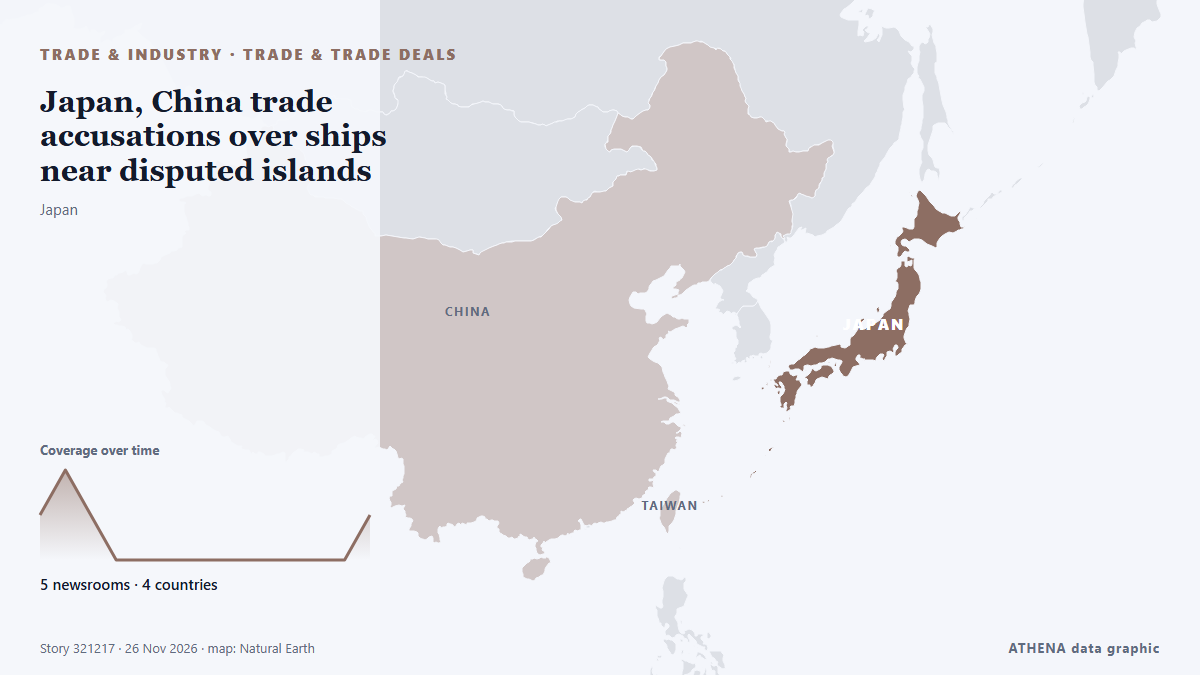 TRADE & INDUSTRY · TRADE & TRADE DEALS
Japan, China trade
accusations over ships
near disputed islands
Japan
CHINA
JAPAN
TAIWAN
Coverage over time
5 newsrooms · 4 countries
Story 321217 · 26 Nov 2026 · map: Natural Earth
ATHENA data graphic